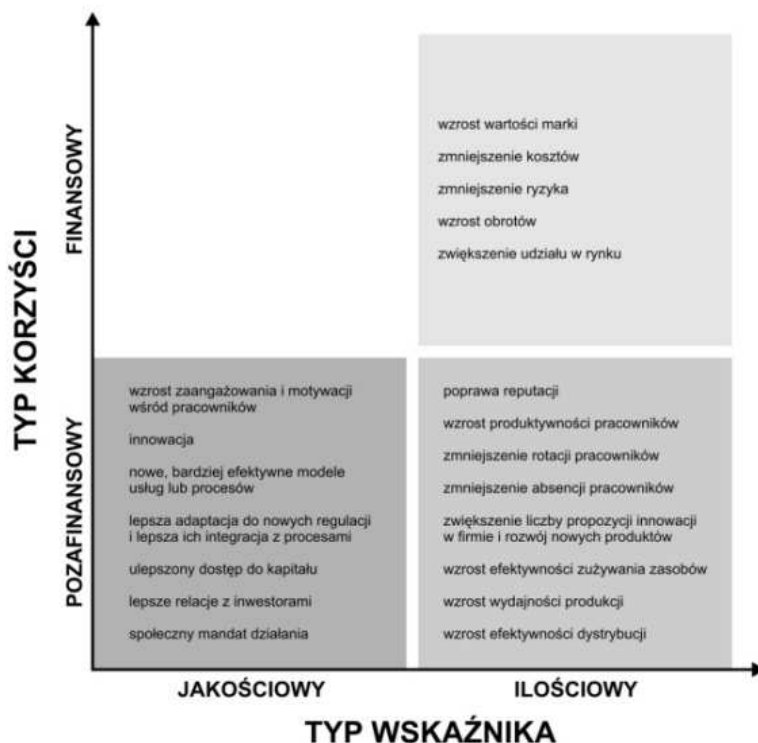 TYP KORZYŚCI
FINANSOWY
wzrost wartości marki
zmniejszenie kosztów
zmniejszenie ryzyka
wzrost obrotów
zwiększenie udziału w rynku
POZAFINANSOWY
wzrost zaangażowania i motywacji
wśród pracowników
innowacja
nowe, bardziej efektywne modele
usług lub procesów
lepsza adaptacja do nowych regulacji
i lepsza ich integracja z procesami
ulepszony dostęp do kapitału
lepsze relacje z inwestorami
społeczny mandat działania
poprawa reputacji
wzrost produktywności pracowników
zmniejszenie rotacji pracowników
zmniejszenie absencji pracowników
zwiększenie liczby propozycji innowacji
w firmie i rozwój nowych produktów
wzrost efektywności zużywania zasobów
wzrost wydajności produkcji
wzrost efektywności dystrybucji
JAKOŚCIOWY
ILOŚCIOWY
TYP WSKAŹNIKA